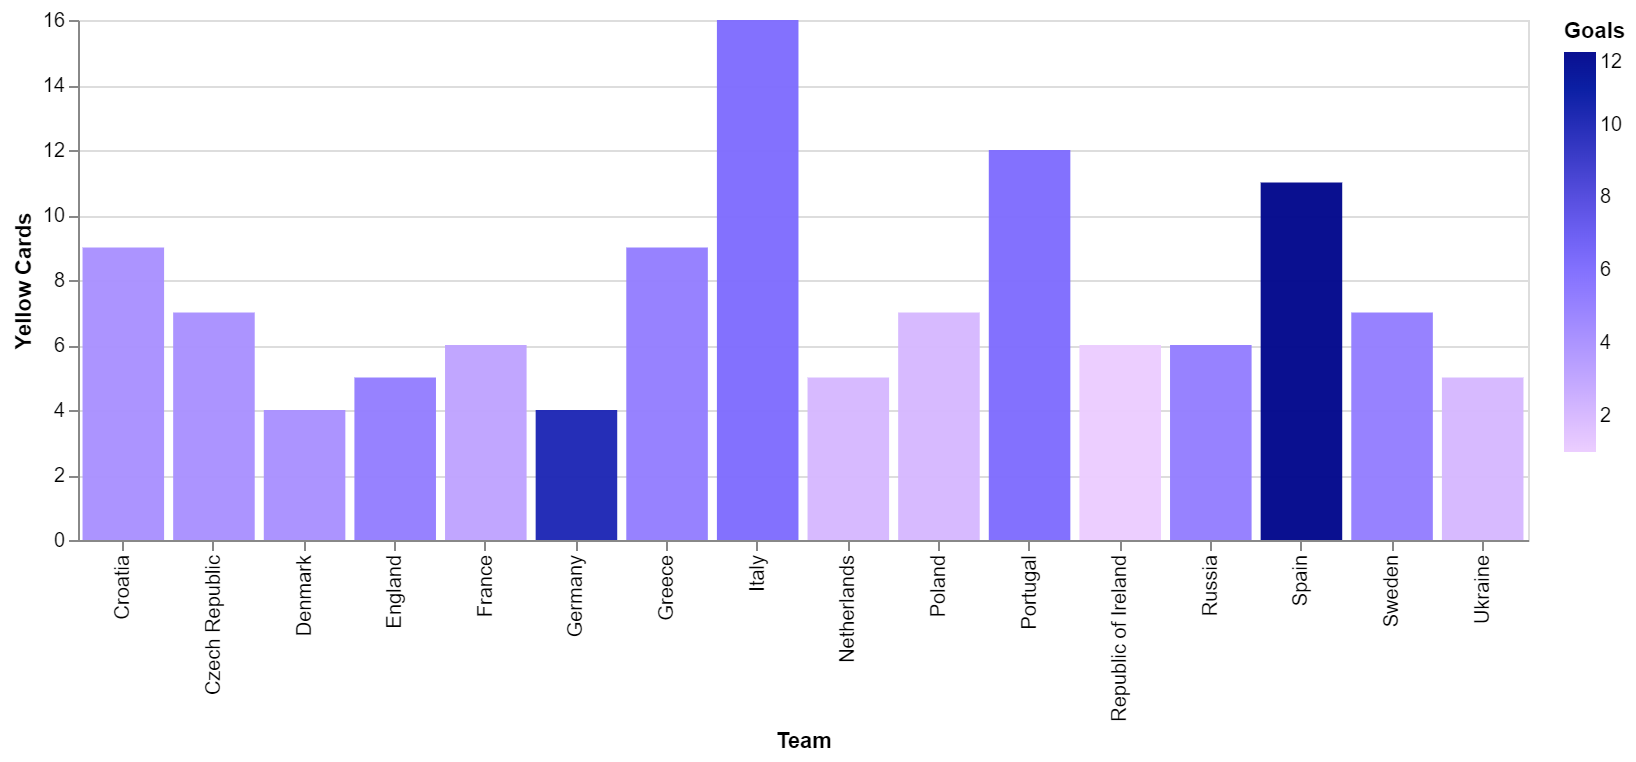 Yellow Cards
16
14
12
10
8
6
4
2
0
Croatia
Czech Republic
Denmark
England
France
Germany
Greece
Italy
Netherlands
Poland
Portugal
Republic of Ireland
Russia
Spain
Sweden
Ukraine
Team
Goals
12
10
8
6
4
2